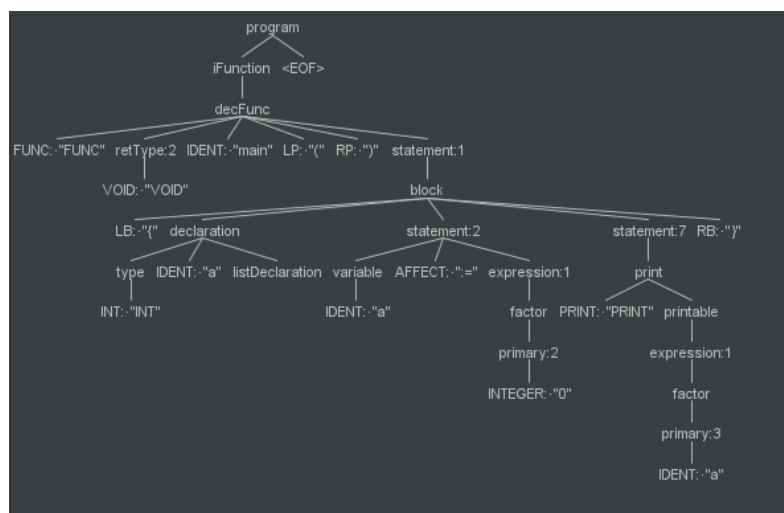 program
iFunction <EOF>
decFunc
FUNC:·"FUNC" retType:2 IDENT:·"main" LP:·"(" RP:·")" statement:1
VOID:·"VOID" block
LB:·"{" declaration statement:2 statement:7 RB:·"}"
type IDENT:·"a" listDeclaration variable AFFECT:·":=" expression:1 print
INT:·"INT" IDENT:·"a" factor PRINT:·"PRINT" printable
primary:2 expression:1
INTEGER:·"0" factor
primary:3
IDENT:·"a"